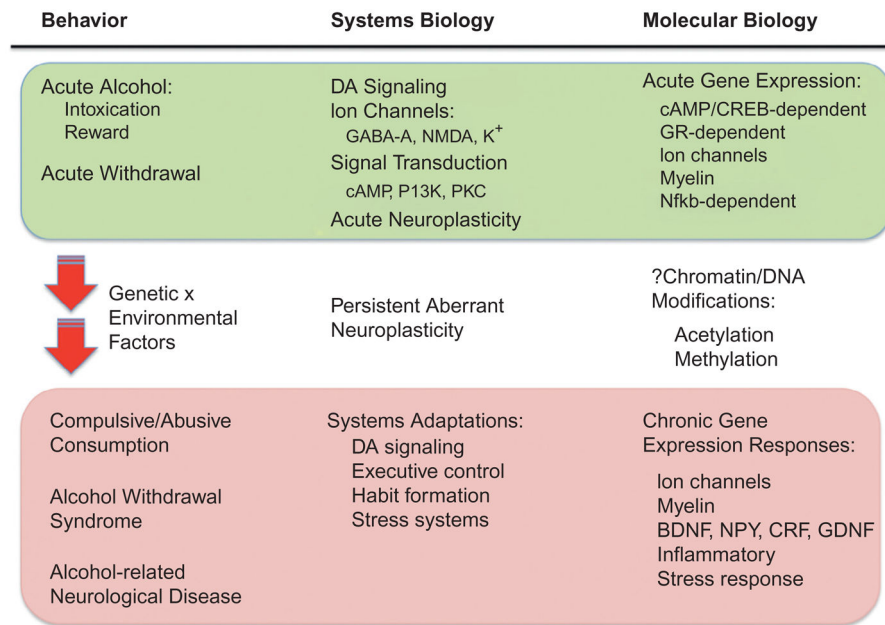 Behavior
Systems Biology
Molecular Biology
Acute Alcohol:
Intoxication
Reward
Acute Withdrawal
DA Signaling
Ion Channels:
GABA-A, NMDA, K⁺
Signal Transduction
cAMP, P13K, PKC
Acute Neuroplasticity
Acute Gene Expression:
cAMP/CREB-dependent
GR-dependent
Ion channels
Myelin
Nfkb-dependent
Genetic x
Environmental
Factors
Persistent Aberrant
Neuroplasticity
?Chromatin/DNA
Modifications:
Acetylation
Methylation
Compulsive/Abusive
Consumption
Alcohol Withdrawal
Syndrome
Alcohol-related
Neurological Disease
Systems Adaptations:
DA signaling
Executive control
Habit formation
Stress systems
Chronic Gene
Expression Responses:
Ion channels
Myelin
BDNF, NPY, CRF, GDNF
Inflammatory
Stress response